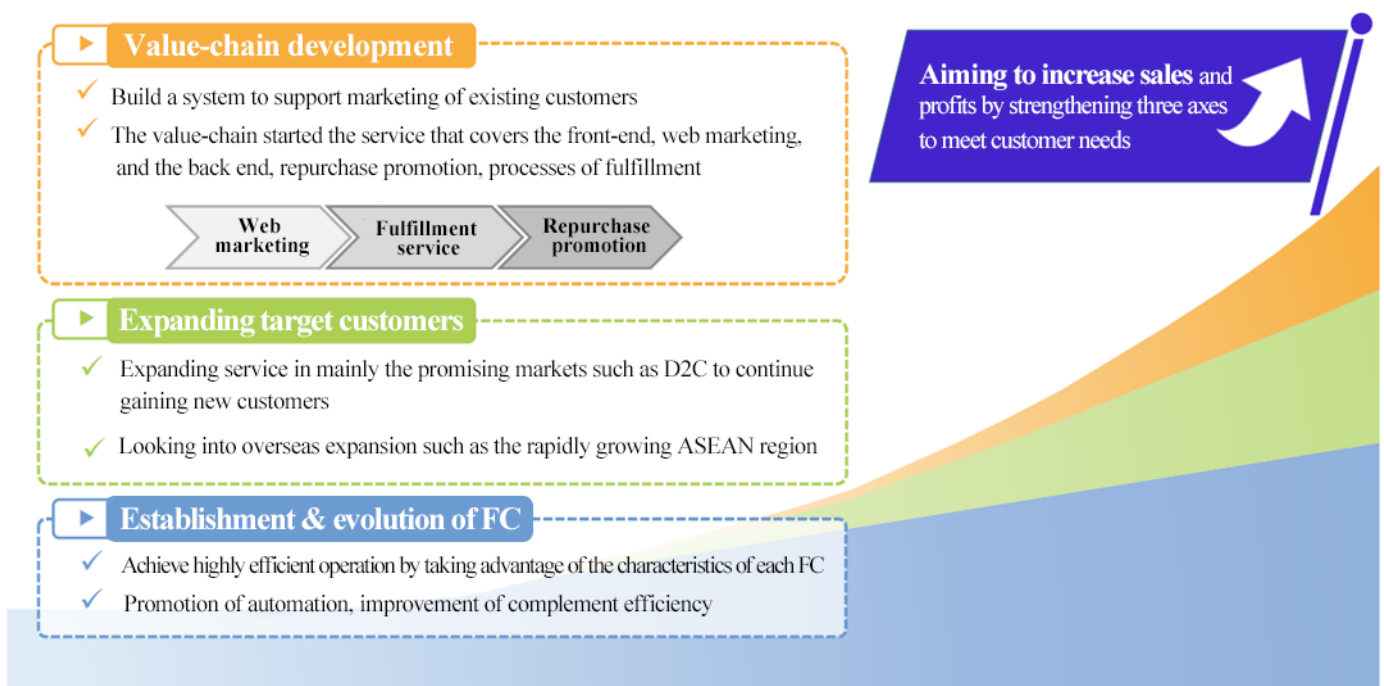 Value-chain development
Build a system to support marketing of existing customers
The value-chain started the service that covers the front-end, web marketing,
and the back end, repurchase promotion, processes of fulfillment
Web
marketing
Fulfillment
service
Repurchase
promotion
Expanding target customers
Expanding service in mainly the promising markets such as D2C to continue
gaining new customers
Looking into overseas expansion such as the rapidly growing ASEAN region
Establishment & evolution of FC
Achieve highly efficient operation by taking advantage of the characteristics of each FC
Promotion of automation, improvement of complement efficiency
Aiming to increase sales and
profits by strengthening three axes
to meet customer needs